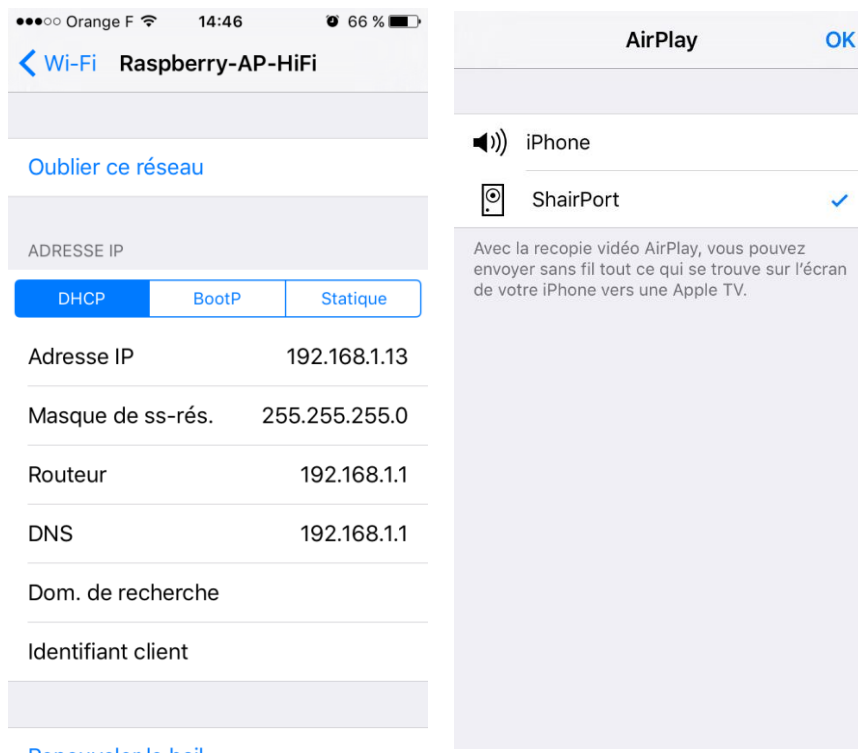 Orange F 14:46 66 %
Wi-Fi Raspberry-AP-HiFi
Oublier ce réseau
ADRESSE IP
DHCP BootP Statique
Adresse IP 192.168.1.13
Masque de ss-rés. 255.255.255.0
Routeur 192.168.1.1
DNS 192.168.1.1
Dom. de recherche
Identifiant client
Renouveler le bail
AirPlay OK
iPhone
ShairPort
Avec la recopie vidéo AirPlay, vous pouvez
envoyer sans fil tout ce qui se trouve sur l'écran
de votre iPhone vers une Apple TV.